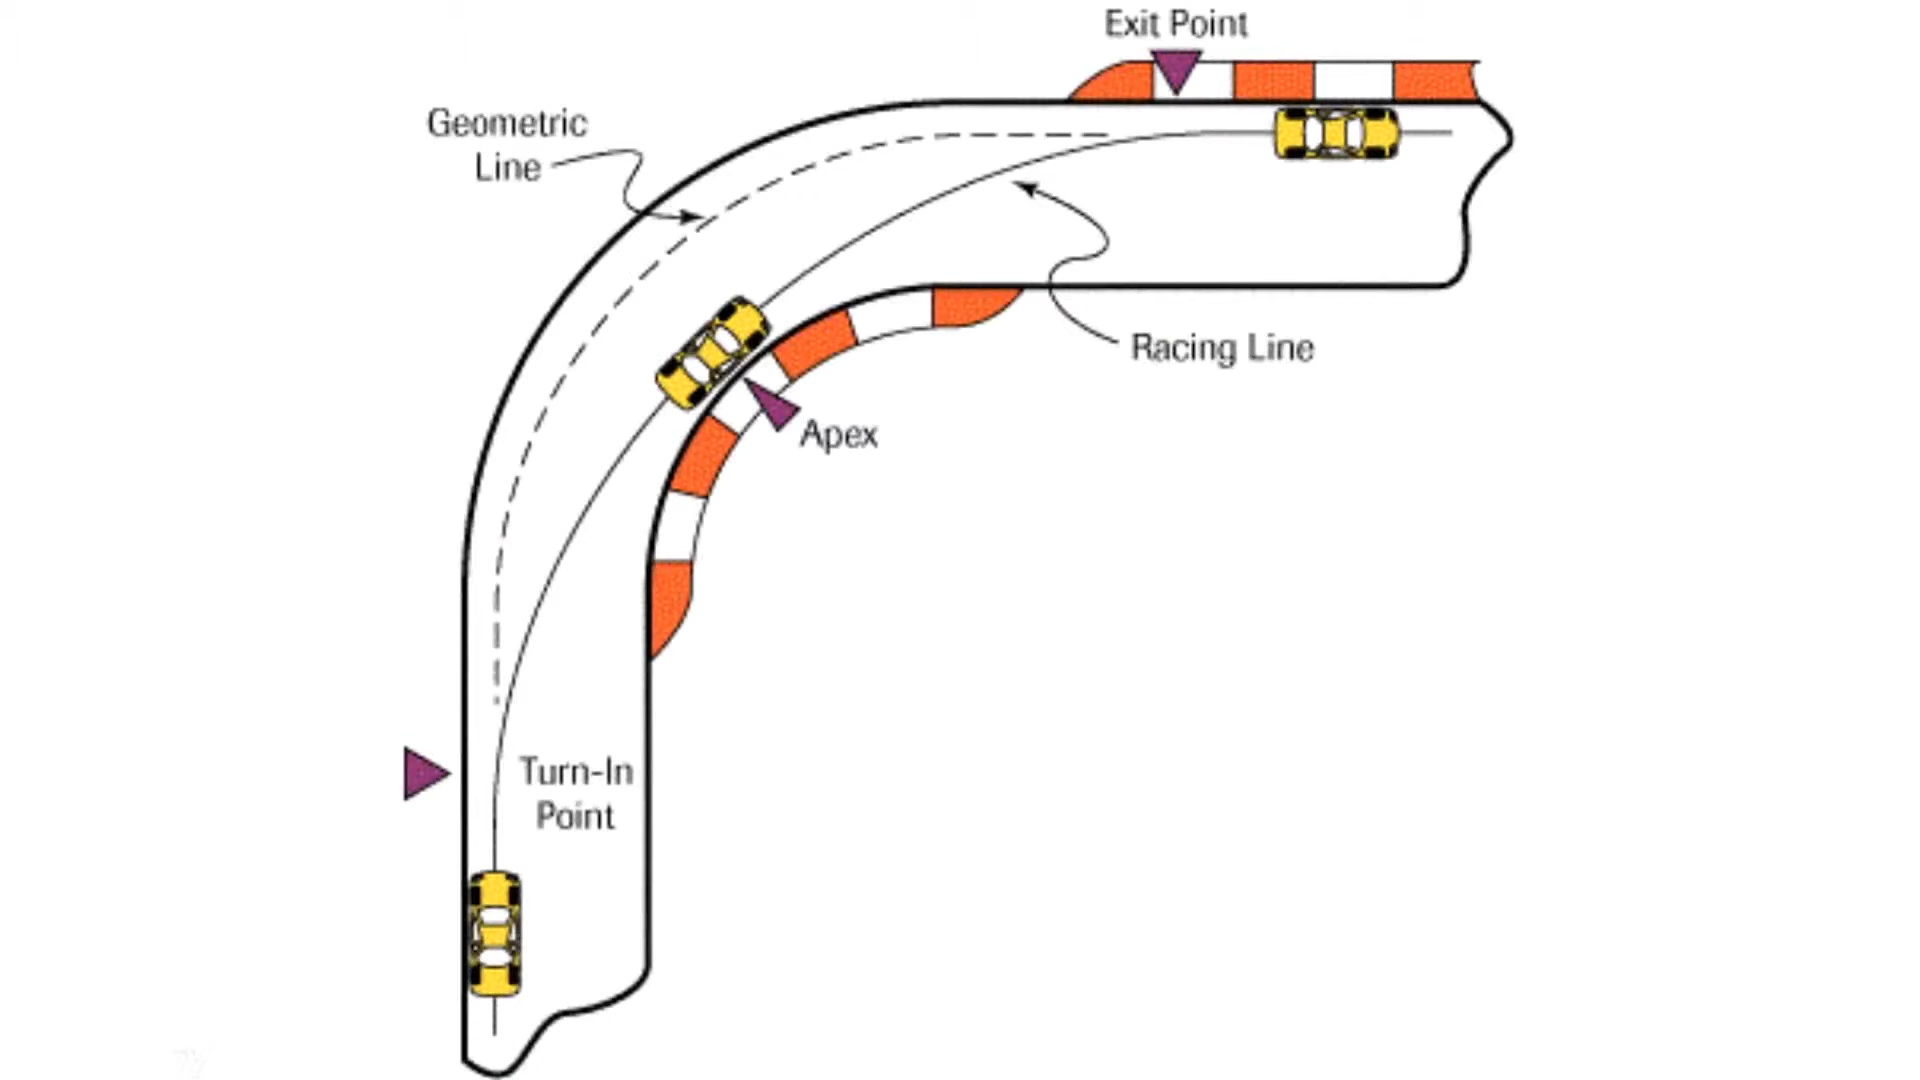 Exit Point
Geometric
Line
Racing Line
Apex
Turn-In
Point